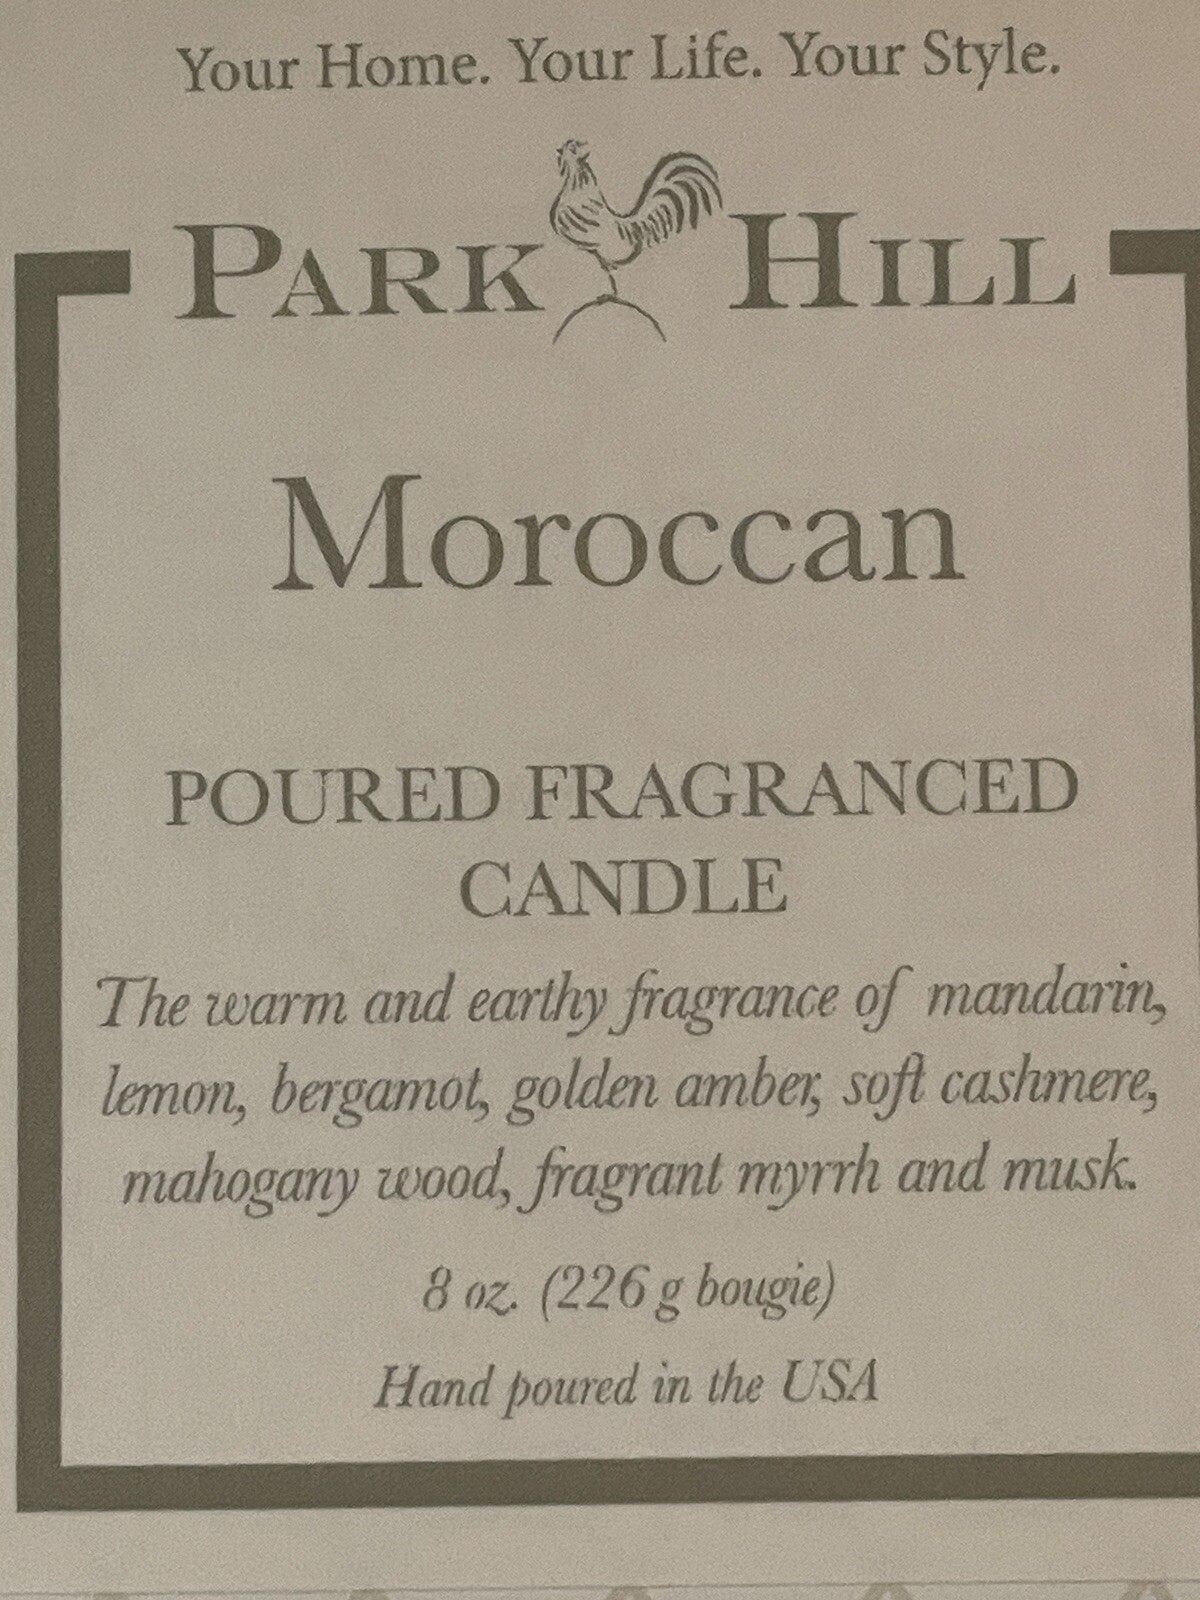 Your Home. Your Life. Your Style.
PARK HILL
Moroccan
POURED FRAGRANCED
CANDLE
The warm and earthy fragrance of mandarin,
lemon, bergamot, golden amber, soft cashmere,
mahogany wood, fragrant myrrh and musk.
8 oz. (226 g bougie)
Hand poured in the USA